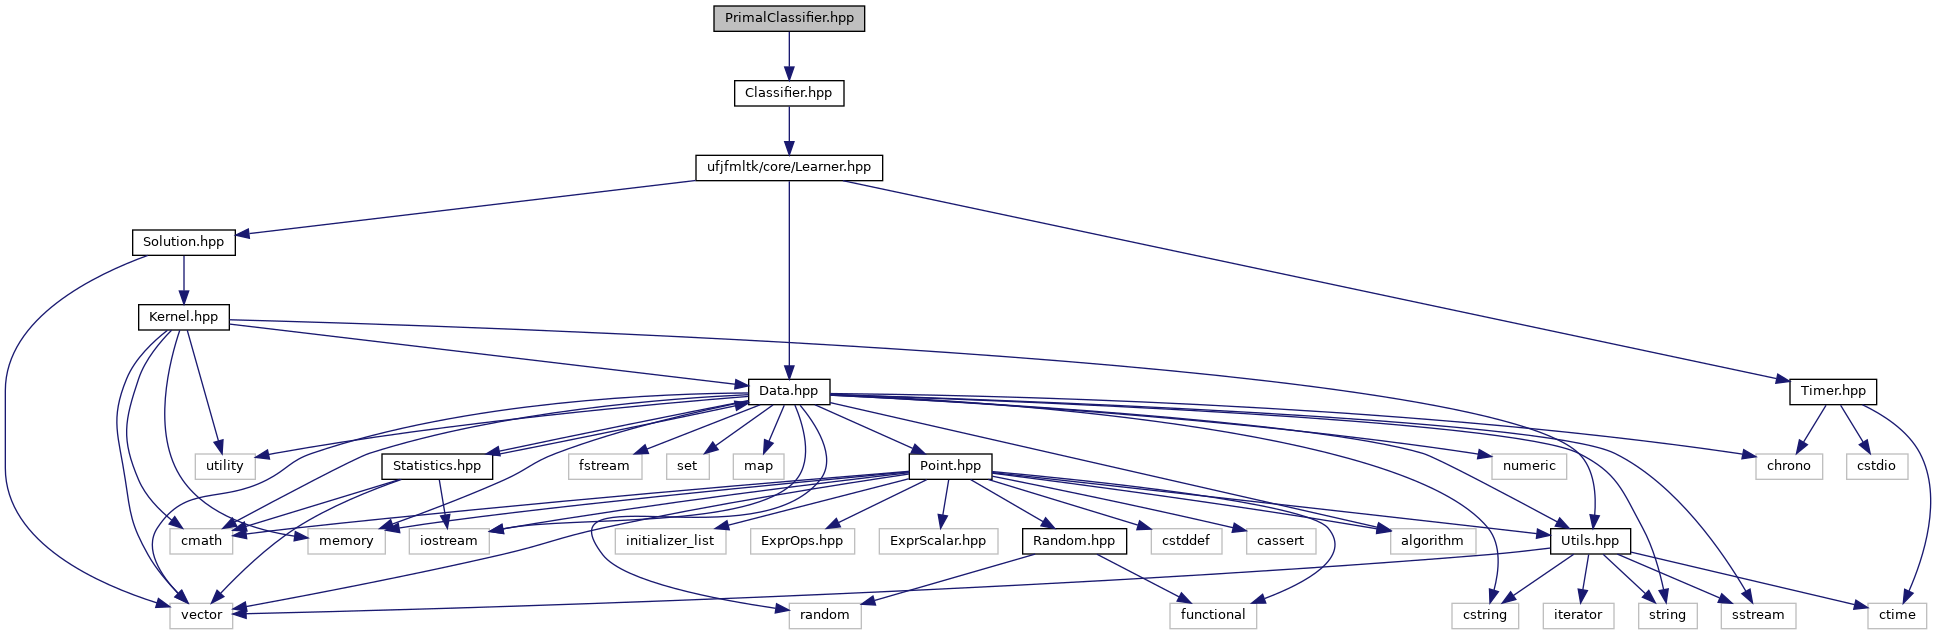 PrimalClassifier.hpp
Classifier.hpp
ufjfmltk/core/Learner.hpp
Solution.hpp
Kernel.hpp
Data.hpp
Timer.hpp
utility
Statistics.hpp
fstream
set
map
Point.hpp
numeric
chrono
cstdio
cmath
memory
iostream
initializer_list
ExprOps.hpp
ExprScalar.hpp
Random.hpp
cstddef
cassert
algorithm
Utils.hpp
vector
random
functional
cstring
iterator
string
sstream
ctime